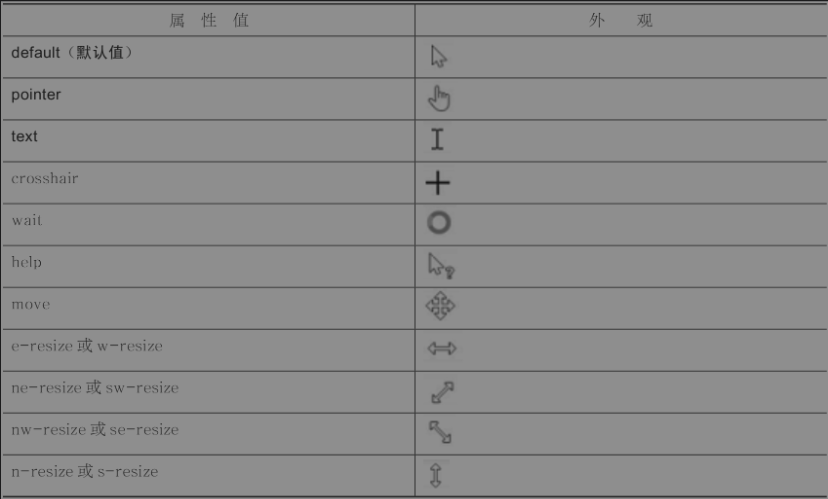 属 性 值 外 观
default（默认值）
pointer
text
crosshair
wait
help
move
e-resize 或 w-resize
ne-resize 或 sw-resize
nw-resize 或 se-resize
n-resize 或 s-resize